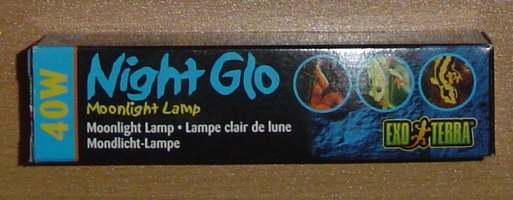 40W
Night Glo
Moonlight Lamp
Moonlight Lamp • Lampe clair de lune
Mondlicht-Lampe
EXO TERRA®